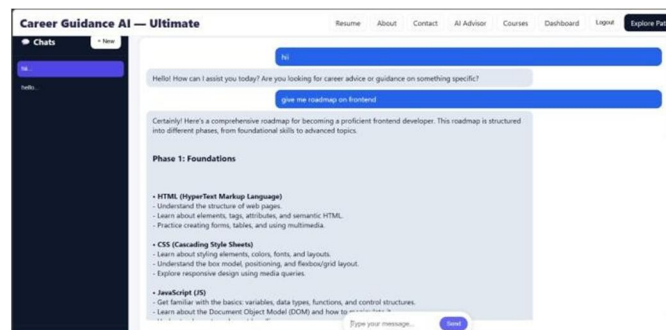 Career Guidance AI — Ultimate
Resume About Contact AI Advisor Courses Dashboard Logout Explore Pat
Chats + New
hi...
hello...
hi
Hello! How can I assist you today? Are you looking for career advice or guidance on something specific?
give me roadmap on frontend
Certainly! Here's a comprehensive roadmap for becoming a proficient frontend developer. This roadmap is structured
into different phases, from foundational skills to advanced topics.
Phase 1: Foundations
• HTML (HyperText Markup Language)
- Understand the structure of web pages.
- Learn about elements, tags, attributes, and semantic HTML.
- Practice creating forms, tables, and using multimedia.
• CSS (Cascading Style Sheets)
- Learn about styling elements, colors, fonts, and layouts.
- Understand the box model, positioning, and flexbox/grid layout.
- Explore responsive design using media queries.
• JavaScript (JS)
- Get familiar with the basics: variables, data types, functions, and control structures.
- Learn about the Document Object Model (DOM) and how to
Type your message... Send